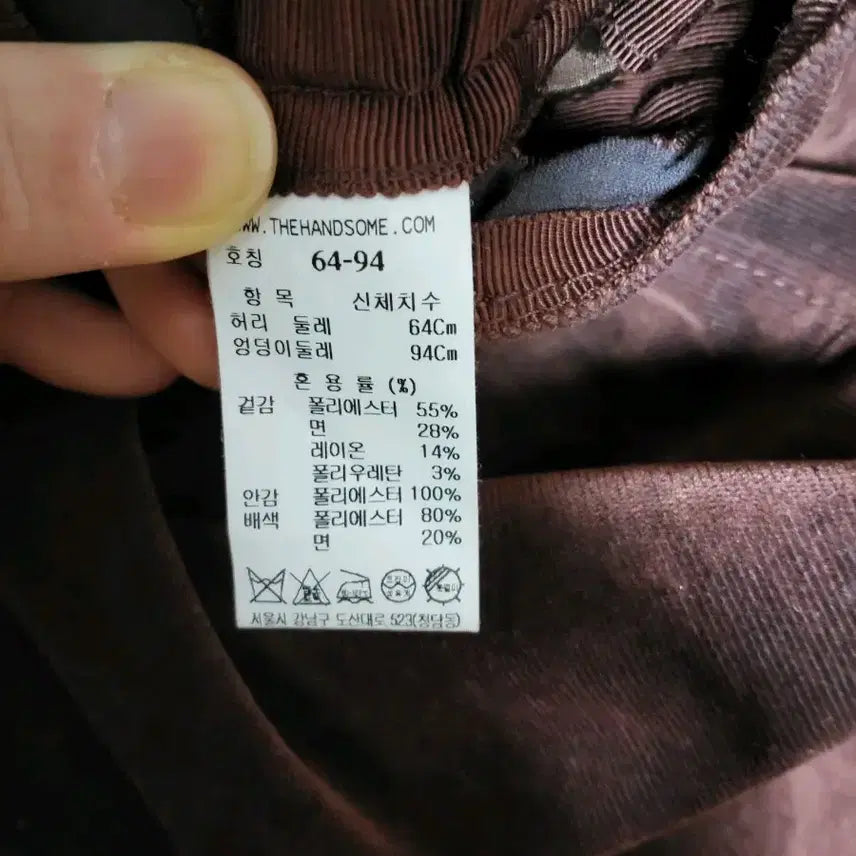 WW.THEHANDSOME.COM
호칭 64-94
항 목 신체치수
허리 둘레 64Cm
엉덩이둘레 94Cm
혼 용 률 (%)
겉감 폴리에스터 55%
면 28%
레이온 14%
폴리우레탄 3%
안감 폴리에스터 100%
배색 폴리에스터 80%
면 20%
서울시 강남구 도산대로 523(청담동)